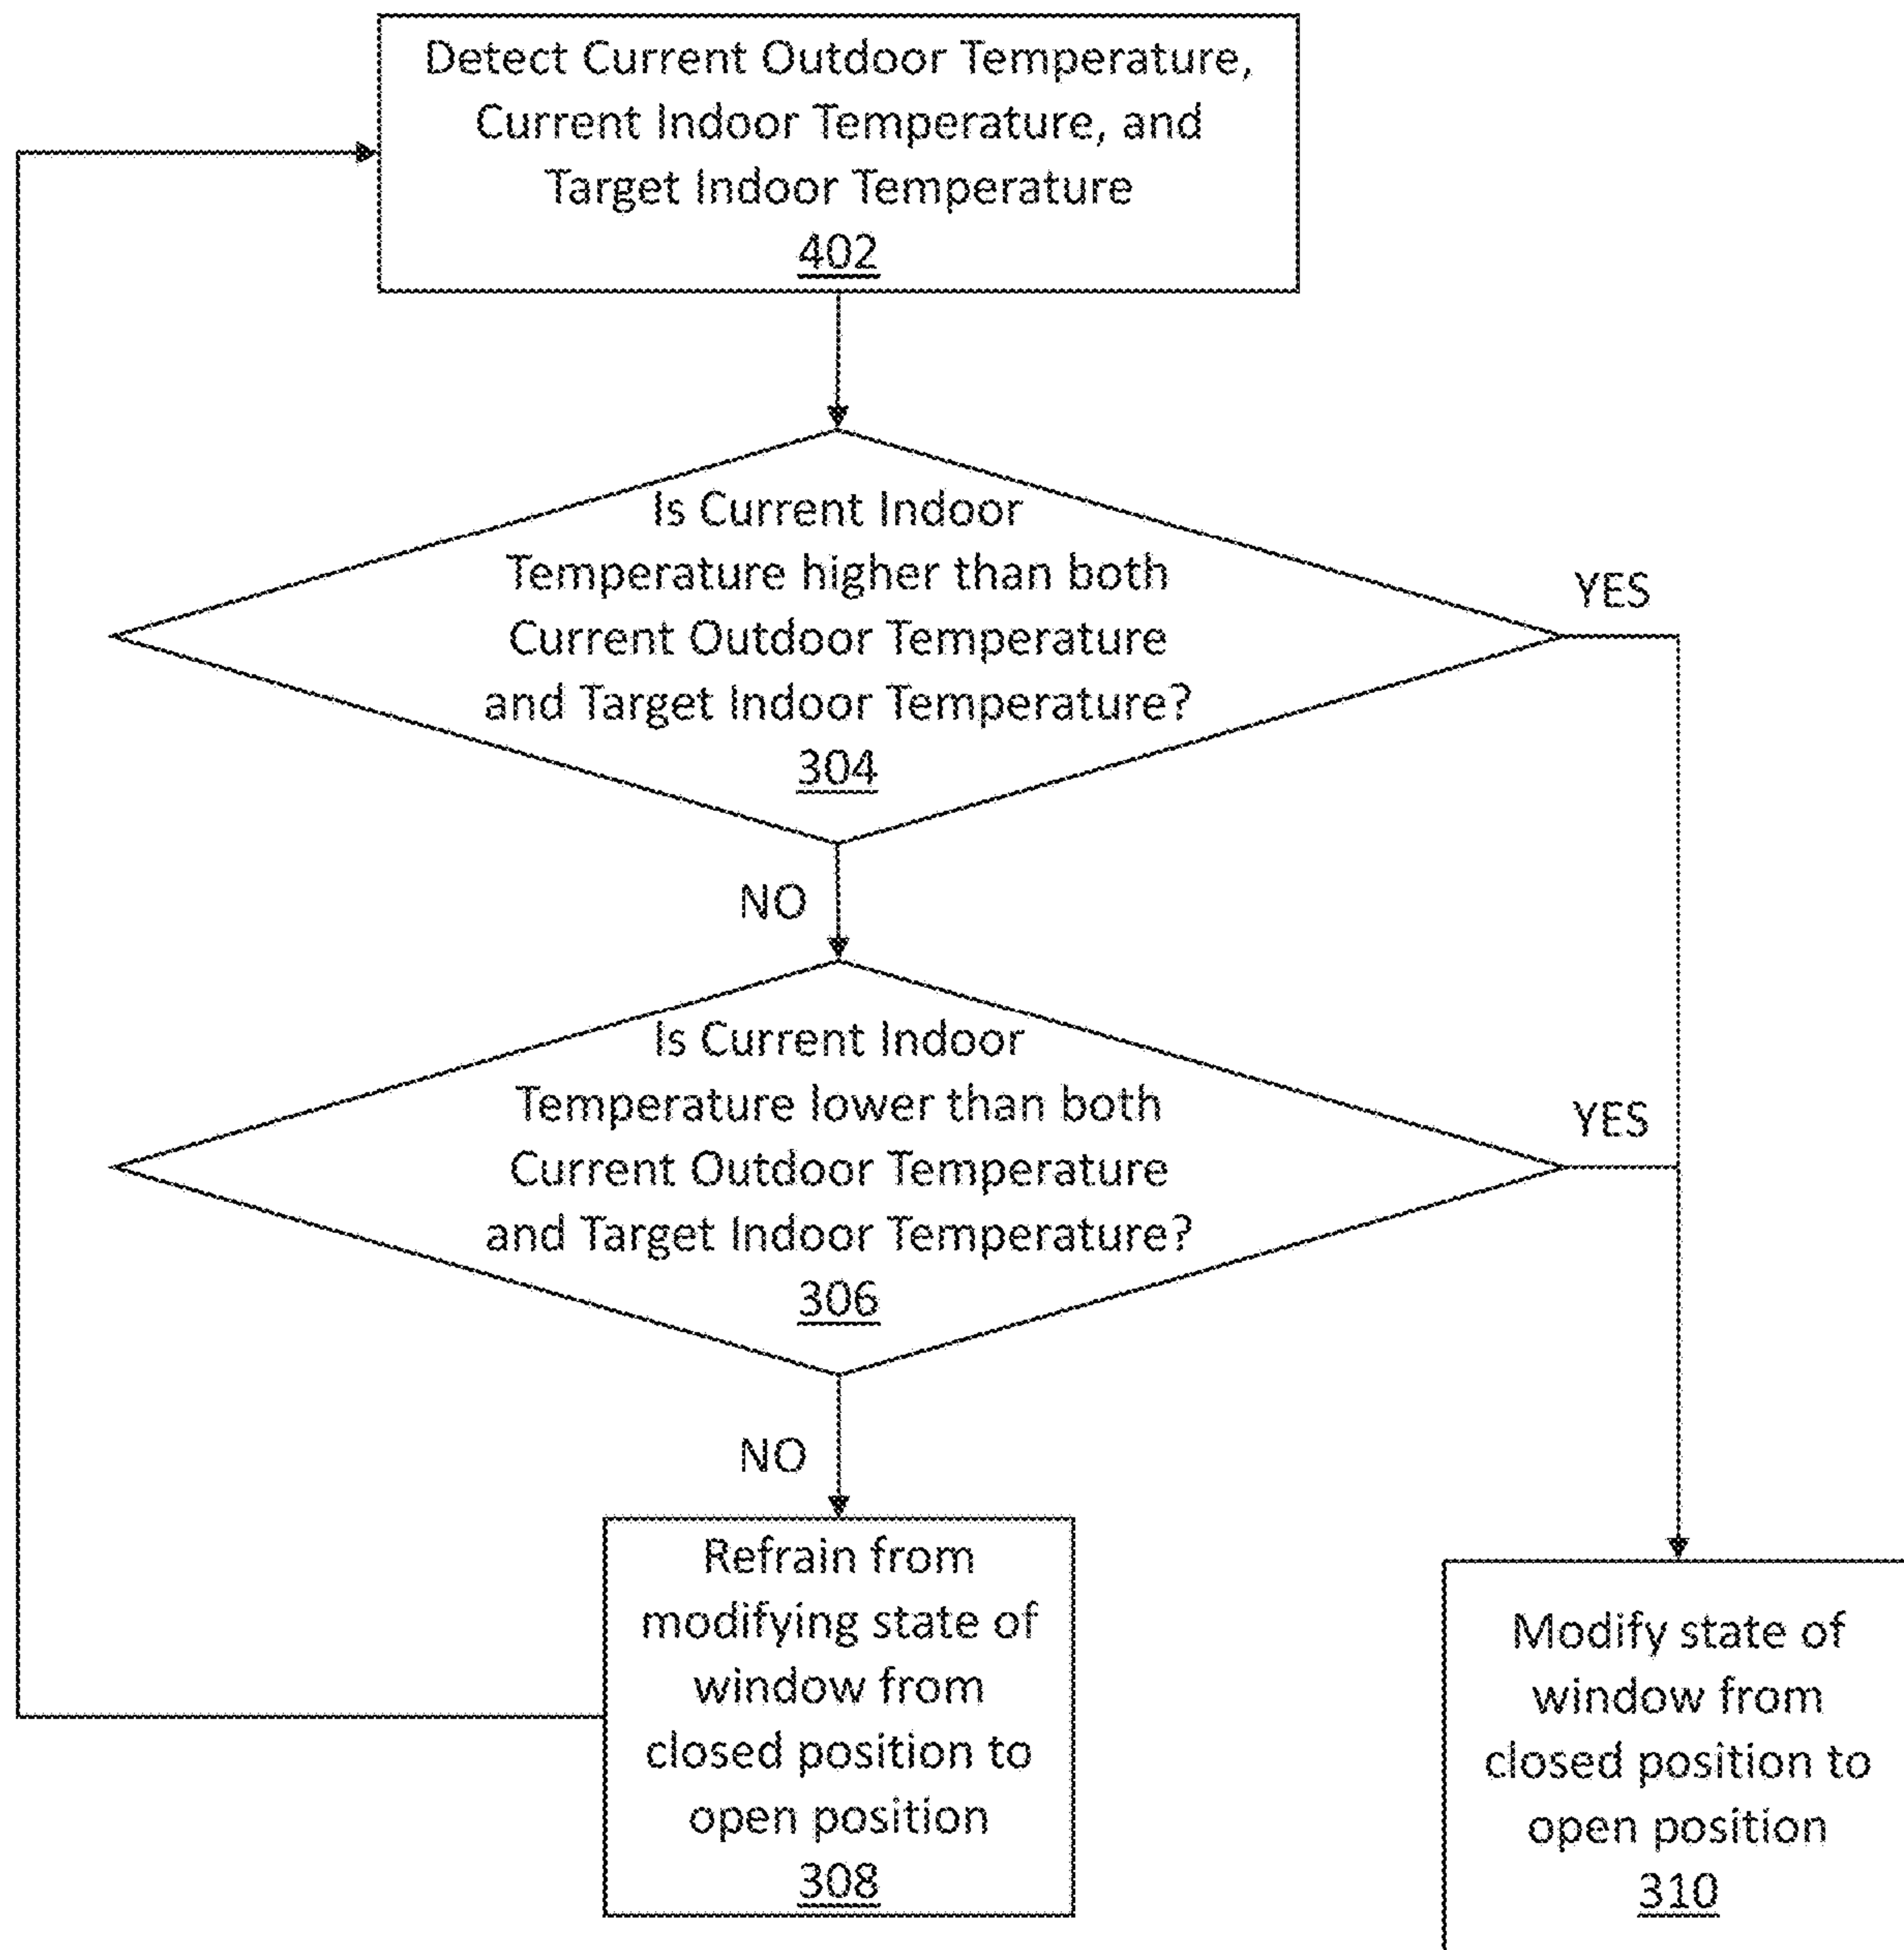 Detect Current Outdoor Temperature,
Current Indoor Temperature, and
Target Indoor Temperature
402
Is Current Indoor
Temperature higher than both
Current Outdoor Temperature
and Target Indoor Temperature?
304
YES
NO
Is Current Indoor
Temperature lower than both
Current Outdoor Temperature
and Target Indoor Temperature?
306
YES
NO
Refrain from
modifying state of
window from
closed position to
open position
308
Modify state of
window from
closed position to
open position
310